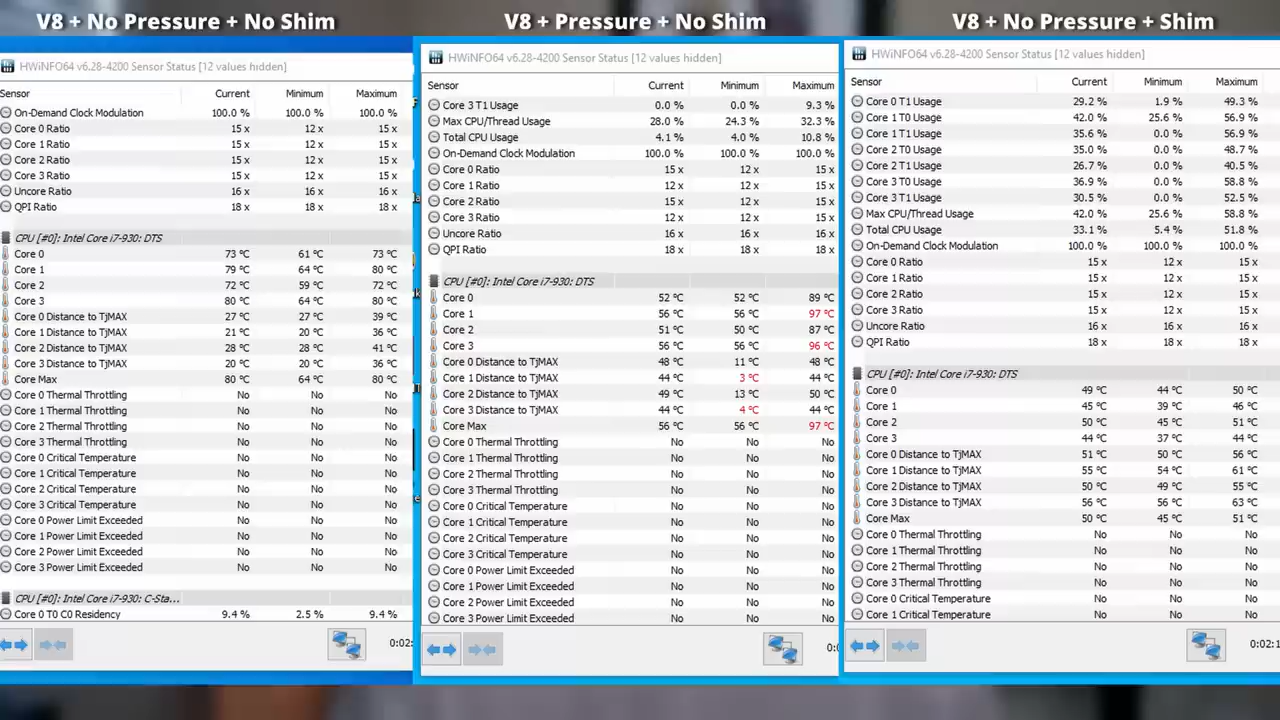 V8 + No Pressure + No Shim
HWiNFO64 v6.28-4200 Sensor Status [12 values hidden]
Sensor Current Minimum Maximum
On-Demand Clock Modulation 100.0 % 100.0 % 100.0 %
Core 0 Ratio 15 x 12 x 15 x
Core 1 Ratio 15 x 12 x 15 x
Core 2 Ratio 15 x 12 x 15 x
Core 3 Ratio 15 x 12 x 15 x
Uncore Ratio 16 x 16 x 16 x
QPI Ratio 18 x 18 x 18 x
CPU [#0]: Intel Core i7-930: DTS
Core 0 73 °C 61 °C 73 °C
Core 1 79 °C 64 °C 80 °C
Core 2 72 °C 59 °C 72 °C
Core 3 80 °C 64 °C 80 °C
Core 0 Distance to TjMAX 27 °C 27 °C 39 °C
Core 1 Distance to TjMAX 21 °C 20 °C 36 °C
Core 2 Distance to TjMAX 28 °C 28 °C 41 °C
Core 3 Distance to TjMAX 20 °C 20 °C 36 °C
Core Max 80 °C 64 °C 80 °C
Core 0 Thermal Throttling No No No
Core 1 Thermal Throttling No No No
Core 2 Thermal Throttling No No No
Core 3 Thermal Throttling No No No
Core 0 Critical Temperature No No No
Core 1 Critical Temperature No No No
Core 2 Critical Temperature No No No
Core 3 Critical Temperature No No No
Core 0 Power Limit Exceeded No No No
Core 1 Power Limit Exceeded No No No
Core 2 Power Limit Exceeded No No No
Core 3 Power Limit Exceeded No No No
CPU [#0]: Intel Core i7-930: C-Sta...
Core 0 T0 C0 Residency 9.4 % 2.5 % 9.4 %
0:02:
V8 + Pressure + No Shim
HWiNFO64 v6.28-4200 Sensor Status [12 values hidden]
Sensor Current Minimum Maximum
Core 3 T1 Usage 0.0 % 0.0 % 9.3 %
Max CPU/Thread Usage 28.0 % 24.3 % 32.3 %
Total CPU Usage 4.1 % 4.0 % 10.8 %
On-Demand Clock Modulation 100.0 % 100.0 % 100.0 %
Core 0 Ratio 15 x 12 x 15 x
Core 1 Ratio 12 x 12 x 15 x
Core 2 Ratio 15 x 12 x 15 x
Core 3 Ratio 12 x 12 x 15 x
Uncore Ratio 16 x 16 x 16 x
QPI Ratio 18 x 18 x 18 x
CPU [#0]: Intel Core i7-930: DTS
Core 0 52 °C 52 °C 89 °C
Core 1 56 °C 56 °C 97 °C
Core 2 51 °C 50 °C 87 °C
Core 3 56 °C 56 °C 96 °C
Core 0 Distance to TjMAX 48 °C 11 °C 48 °C
Core 1 Distance to TjMAX 44 °C 3 °C 44 °C
Core 2 Distance to TjMAX 49 °C 13 °C 50 °C
Core 3 Distance to TjMAX 44 °C 4 °C 44 °C
Core Max 56 °C 56 °C 97 °C
Core 0 Thermal Throttling No No No
Core 1 Thermal Throttling No No No
Core 2 Thermal Throttling No No No
Core 3 Thermal Throttling No No No
Core 0 Critical Temperature No No No
Core 1 Critical Temperature No No No
Core 2 Critical Temperature No No No
Core 3 Critical Temperature No No No
Core 0 Power Limit Exceeded No No No
Core 1 Power Limit Exceeded No No No
Core 2 Power Limit Exceeded No No No
Core 3 Power Limit Exceeded No No No
V8 + No Pressure + Shim
HWiNFO64 v6.28-4200 Sensor Status [12 values hidden]
Sensor Current Minimum Maximum
Core 0 T1 Usage 29.2 % 1.9 % 49.3 %
Core 1 T0 Usage 42.0 % 25.6 % 56.9 %
Core 1 T1 Usage 35.6 % 0.0 % 56.9 %
Core 2 T0 Usage 35.0 % 0.0 % 48.7 %
Core 2 T1 Usage 26.7 % 0.0 % 40.5 %
Core 3 T0 Usage 36.9 % 0.0 % 58.8 %
Core 3 T1 Usage 30.5 % 0.0 % 52.5 %
Max CPU/Thread Usage 42.0 % 25.6 % 58.8 %
Total CPU Usage 33.1 % 5.4 % 51.8 %
On-Demand Clock Modulation 100.0 % 100.0 % 100.0 %
Core 0 Ratio 15 x 12 x 15 x
Core 1 Ratio 15 x 12 x 15 x
Core 2 Ratio 15 x 12 x 15 x
Core 3 Ratio 15 x 12 x 15 x
Uncore Ratio 16 x 16 x 16 x
QPI Ratio 18 x 18 x 18 x
CPU [#0]: Intel Core i7-930: DTS
Core 0 49 °C 44 °C 50 °C
Core 1 45 °C 39 °C 46 °C
Core 2 50 °C 45 °C 51 °C
Core 3 44 °C 37 °C 44 °C
Core 0 Distance to TjMAX 51 °C 50 °C 56 °C
Core 1 Distance to TjMAX 55 °C 54 °C 61 °C
Core 2 Distance to TjMAX 50 °C 49 °C 55 °C
Core 3 Distance to TjMAX 56 °C 56 °C 63 °C
Core Max 50 °C 45 °C 51 °C
Core 0 Thermal Throttling No No No
Core 1 Thermal Throttling No No No
Core 2 Thermal Throttling No No No
Core 3 Thermal Throttling No No No
Core 0 Critical Temperature No No No
Core 1 Critical Temperature No No No
0:02:1